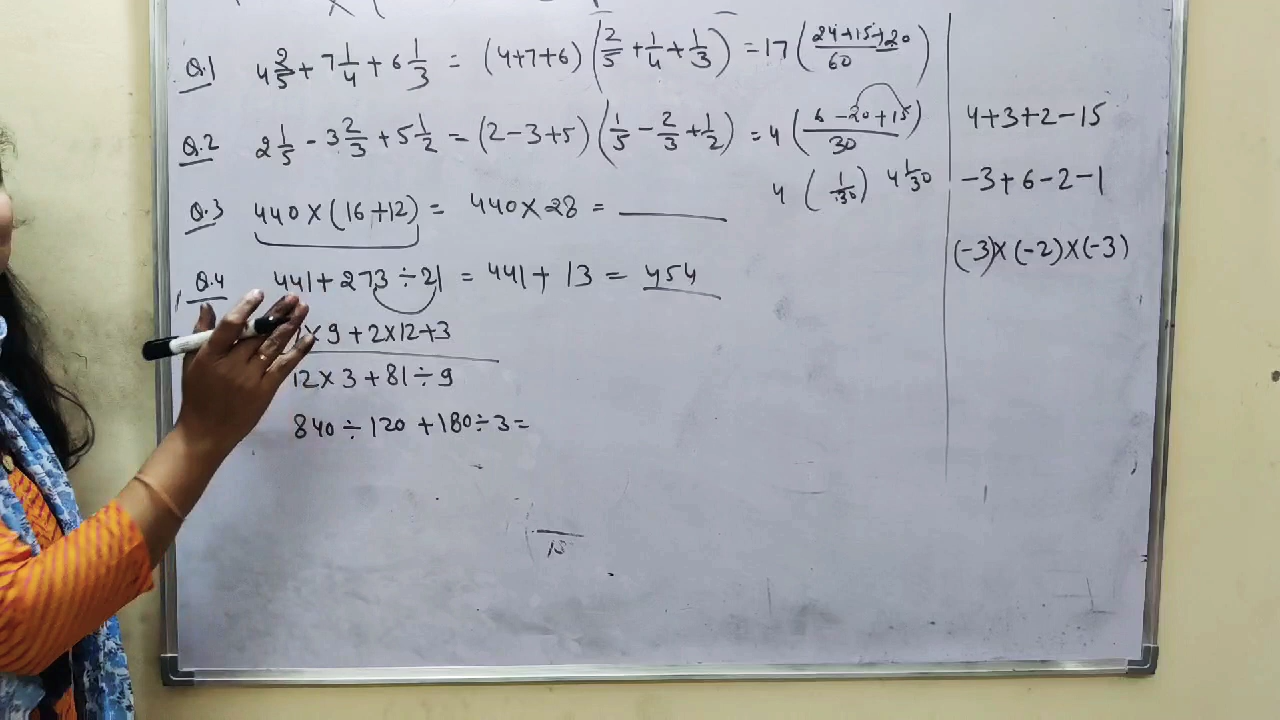 Q.1 4 2/5 + 7 1/4 + 6 1/3 = (4+7+6) (2/5 + 1/4 + 1/3) = 17 (24+15+20/60)
Q.2 2 1/5 - 3 2/3 + 5 1/2 = (2-3+5) (1/5 - 2/3 + 1/2) = 4 (6-20+15/30)
4 (1/30) 4 1/30
Q.3 440 × (16+12) = 440 × 28 = ______
Q.4 441 + 273 ÷ 21 = 441 + 13 = 454
× 9 + 2 × 12 + 3
12 × 3 + 81 ÷ 9
840 ÷ 120 + 180 ÷ 3 =
4+3+2-15
-3+6-2-1
(-3)×(-2)×(-3)